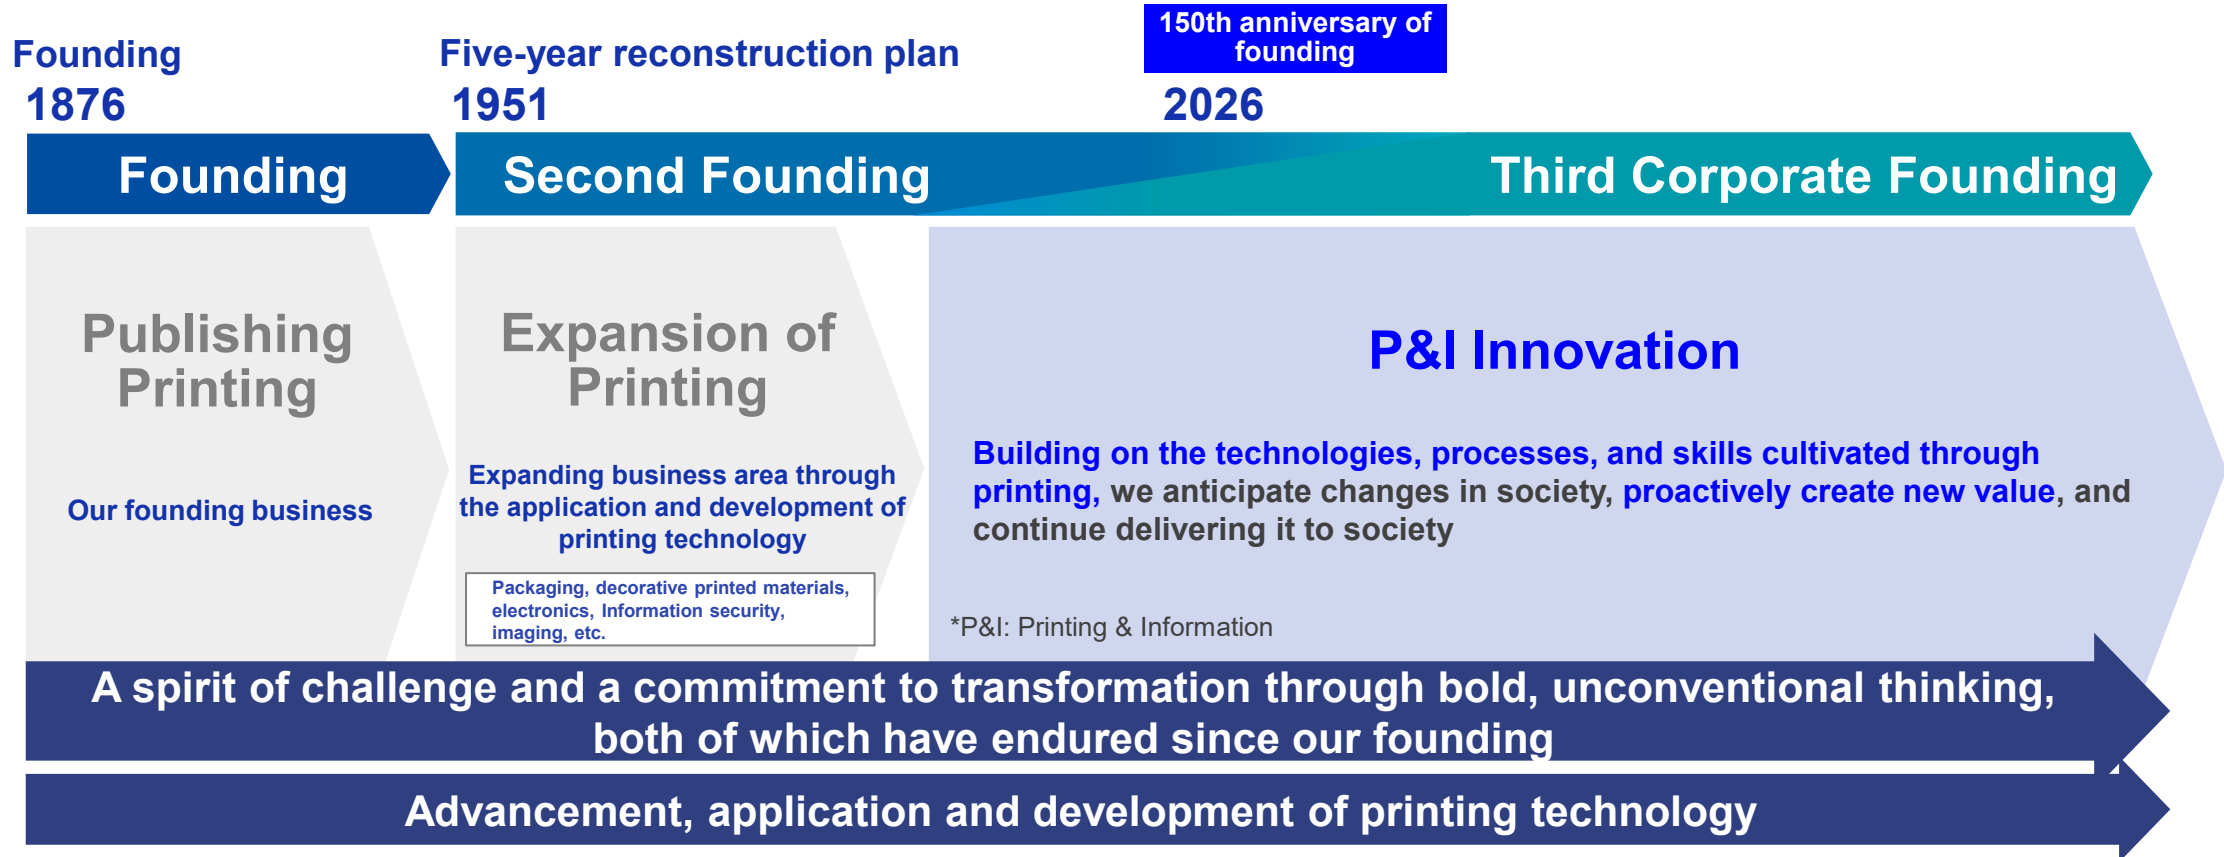 Founding
1876
Five-year reconstruction plan
1951
150th anniversary of
founding
2026
Founding
Second Founding
Third Corporate Founding
Publishing
Printing
Our founding business
Expansion of
Printing
Expanding business area through
the application and development of
printing technology
Packaging, decorative printed materials,
electronics, Information security,
imaging, etc.
P&I Innovation
Building on the technologies, processes, and skills cultivated through
printing, we anticipate changes in society, proactively create new value, and
continue delivering it to society
*P&I: Printing & Information
A spirit of challenge and a commitment to transformation through bold, unconventional thinking,
both of which have endured since our founding
Advancement, application and development of printing technology